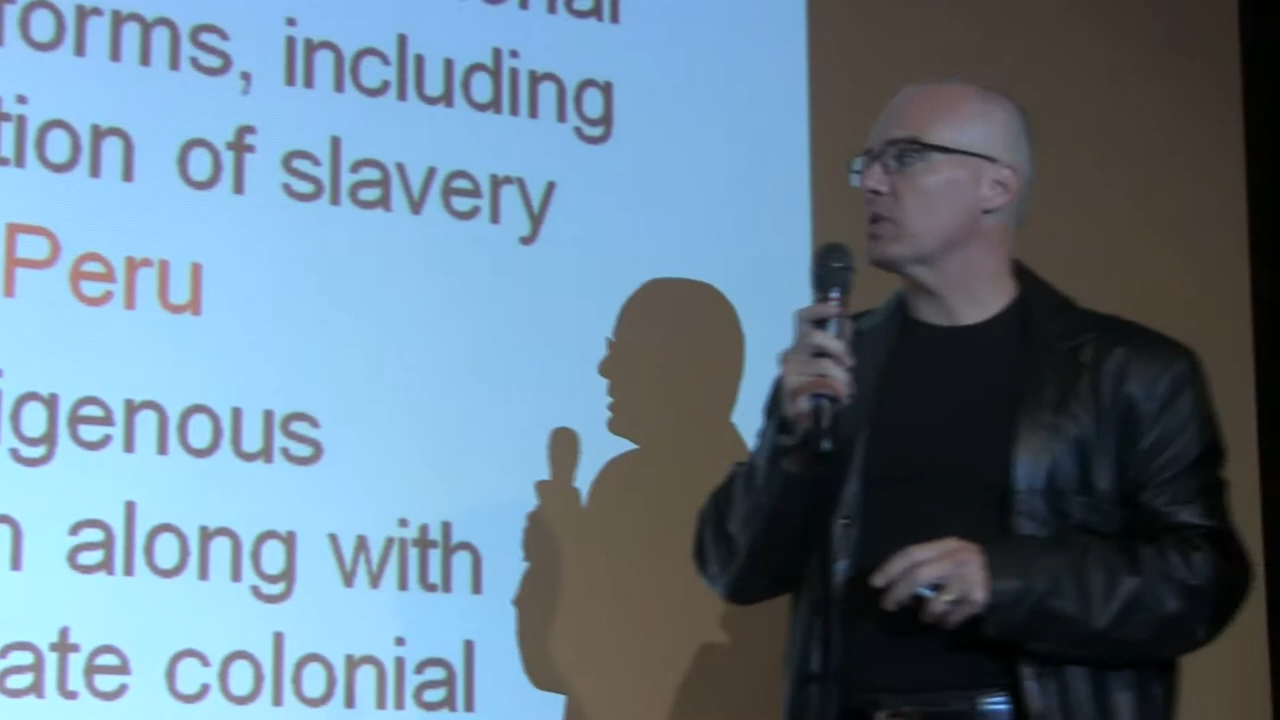 forms, including
tion of slavery
Peru
igenous
along with
ate colonial